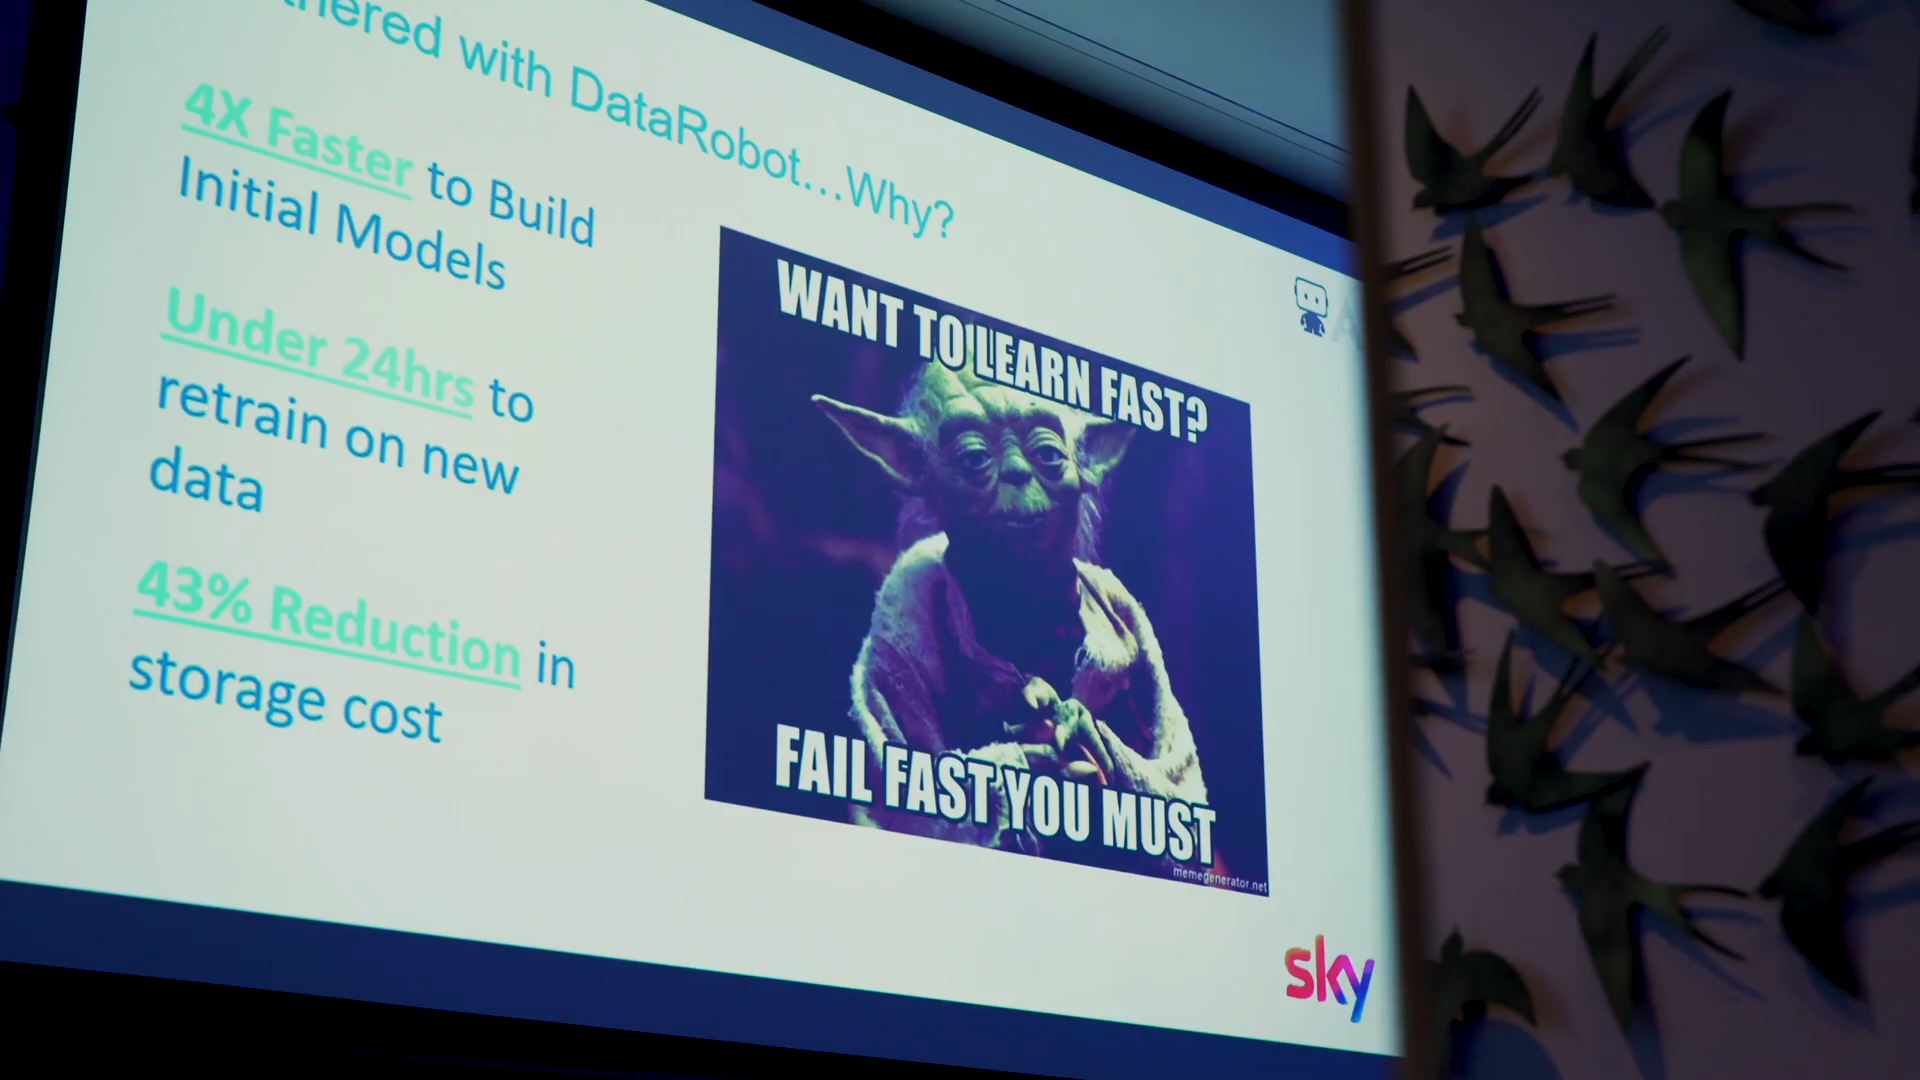 with DataRobot...Why?
4X Faster to Build
Initial Models
Under 24hrs to
retrain on new
data
43% Reduction in
storage cost
WANT TO LEARN FAST?
FAIL FAST YOU MUST
memegenerator.net
sky